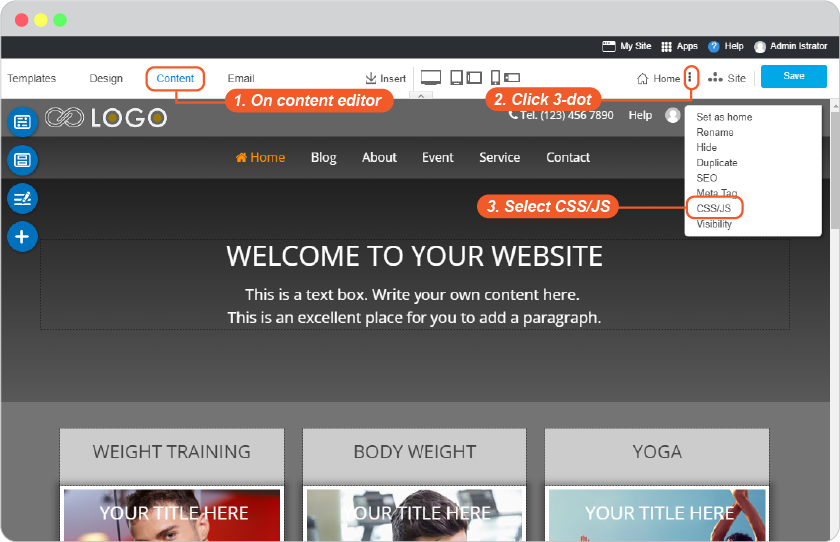 My Site Apps Help Admin Istrator
Templates Design Content Email Insert Home Site Save
1. On content editor
2. Click 3-dot
LOGO
Tel. (123) 456 7890 Help
Set as home
Rename
Hide
Duplicate
SEO
Meta Tag
CSS/JS
Visibility
Home Blog About Event Service Contact
3. Select CSS/JS
WELCOME TO YOUR WEBSITE
This is a text box. Write your own content here.
This is an excellent place for you to add a paragraph.
WEIGHT TRAINING BODY WEIGHT YOGA
YOUR TITLE HERE YOUR TITLE HERE YOUR TITLE HERE